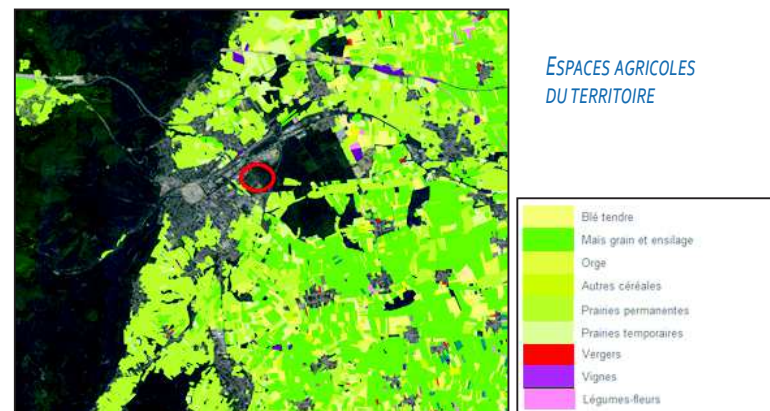 ESPACES AGRICOLES
DU TERRITOIRE
Blé tendre
Mais grain et ensilage
Orge
Autres céréales
Prairies permanentes
Prairies temporaires
Vergers
Vignes
Légumes-fleurs